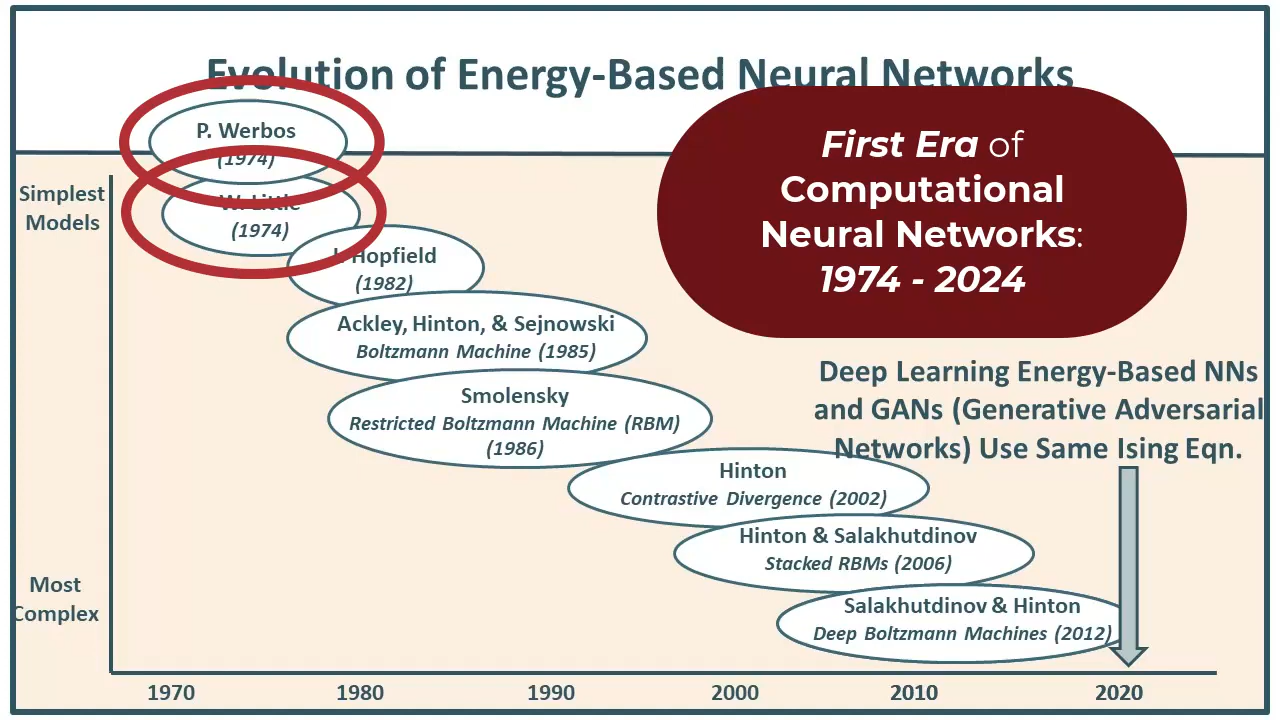 Evolution of Energy-Based Neural Networks
P. Werbos
(1974)
W. Little
(1974)
J. Hopfield
(1982)
Ackley, Hinton, & Sejnowski
Boltzmann Machine (1985)
Smolensky
Restricted Boltzmann Machine (RBM)
(1986)
Hinton
Contrastive Divergence (2002)
Hinton & Salakhutdinov
Stacked RBMs (2006)
Salakhutdinov & Hinton
Deep Boltzmann Machines (2012)
First Era of
Computational
Neural Networks:
1974 - 2024
Deep Learning Energy-Based NNs
and GANs (Generative Adversarial
Networks) Use Same Ising Eqn.
Simplest
Models
Most
Complex
1970
1980
1990
2000
2010
2020